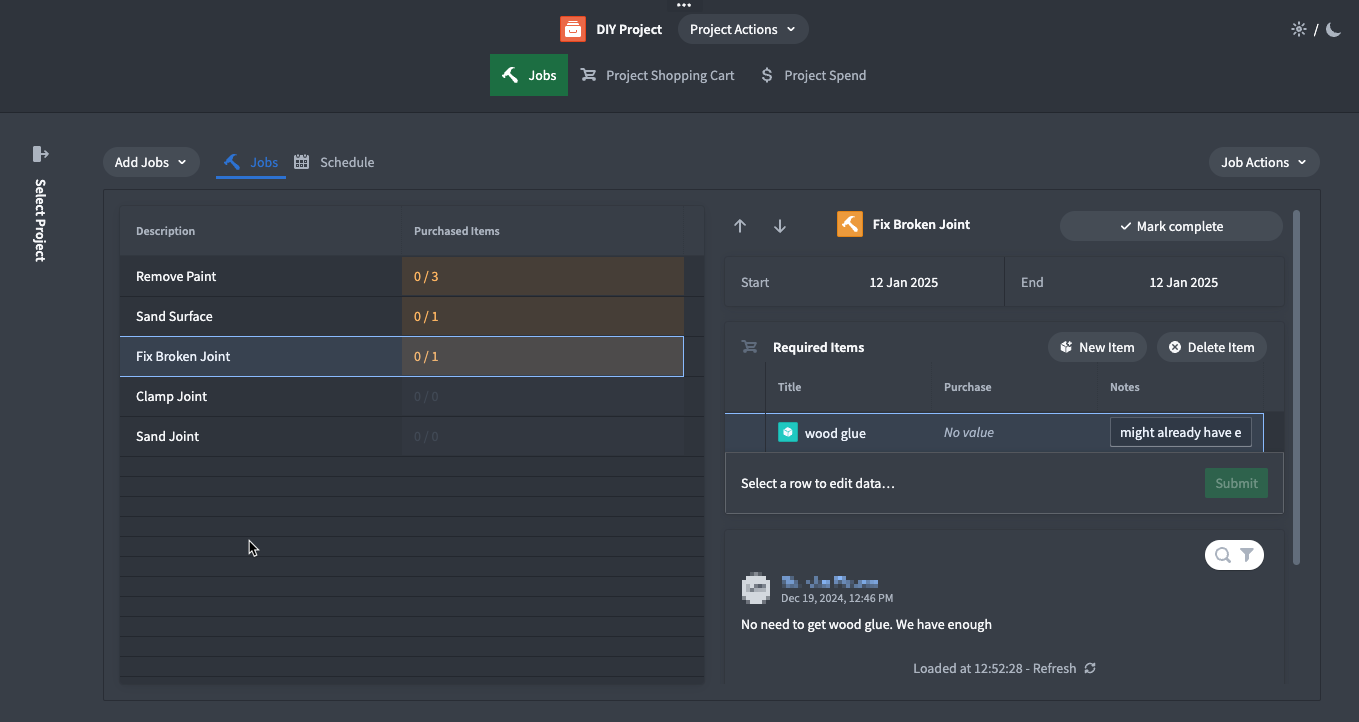 DIY Project
Project Actions
/
Jobs
Project Shopping Cart
Project Spend
Select Project
Add Jobs
Jobs
Schedule
Job Actions
Description
Purchased Items
Remove Paint
0 / 3
Sand Surface
0 / 1
Fix Broken Joint
0 / 1
Clamp Joint
0 / 0
Sand Joint
0 / 0
Fix Broken Joint
Mark complete
Start
12 Jan 2025
End
12 Jan 2025
Required Items
New Item
Delete Item
Title
Purchase
Notes
wood glue
No value
might already have e
Select a row to edit data…
Submit
Dec 19, 2024, 12:46 PM
No need to get wood glue. We have enough
Loaded at 12:52:28 - Refresh